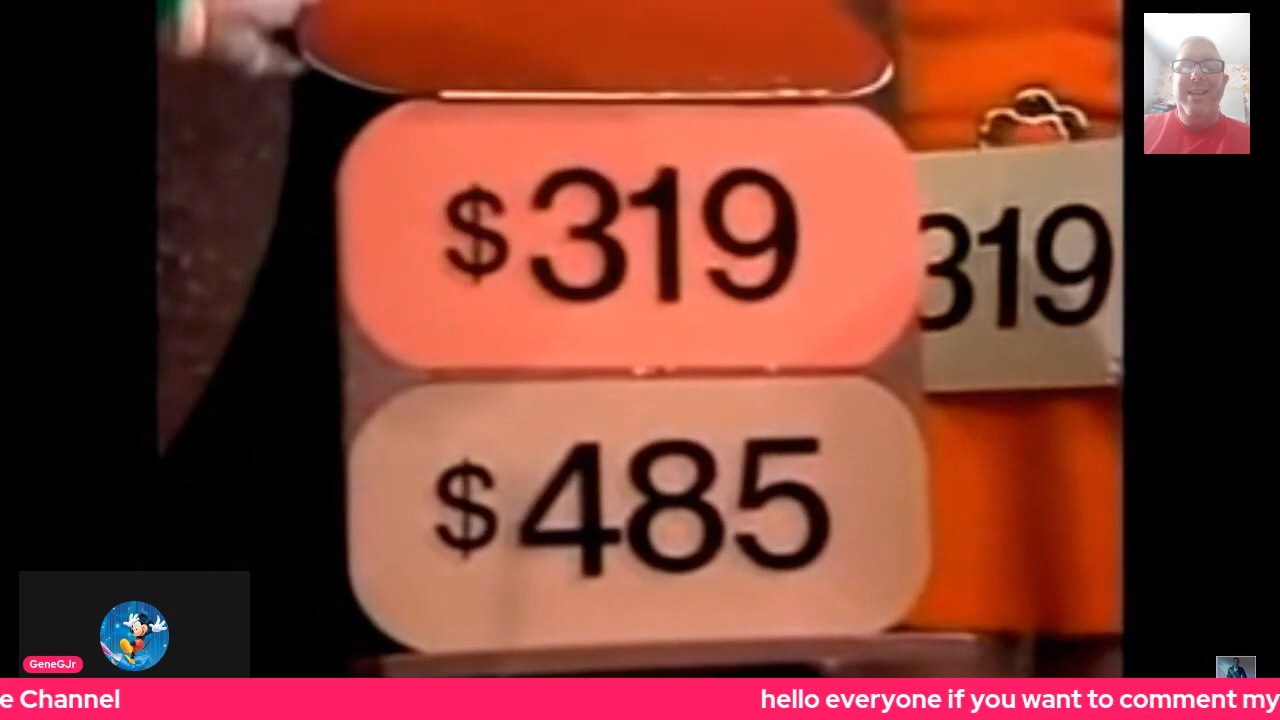 $319
319
$485
GeneGJr
e Channel
hello everyone if you want to comment my